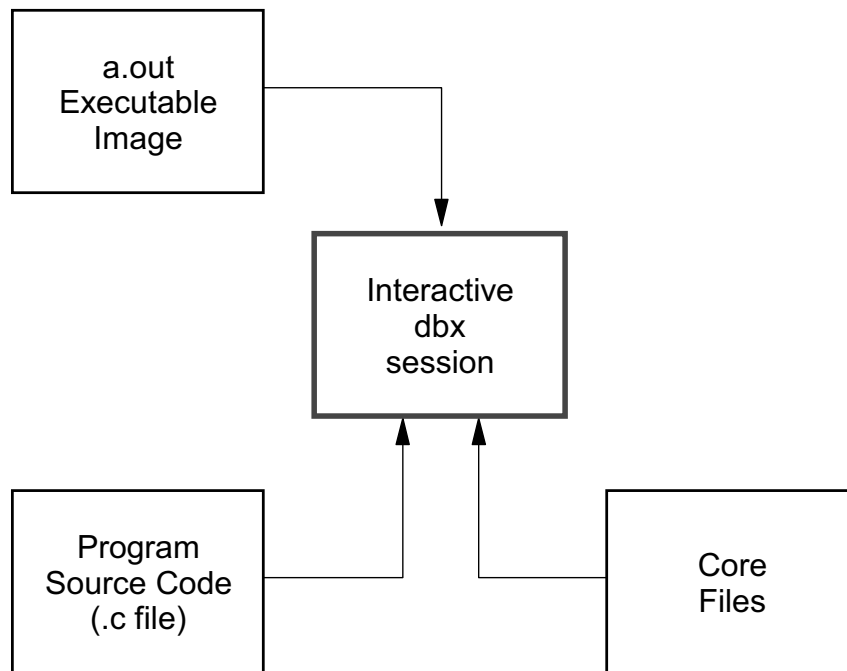 a.out
Executable
Image
Interactive
dbx
session
Program
Source Code
(.c file)
Core
Files